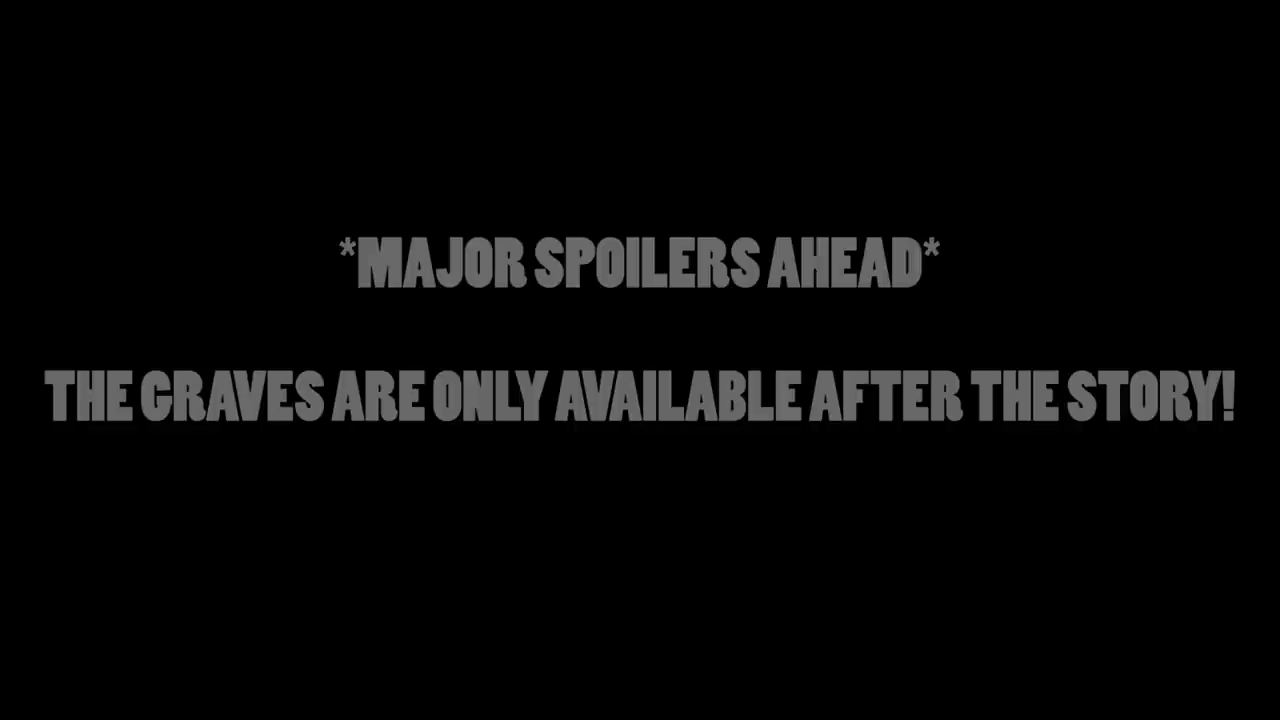 *MAJOR SPOILERS AHEAD*
THE GRAVES ARE ONLY AVAILABLE AFTER THE STORY!